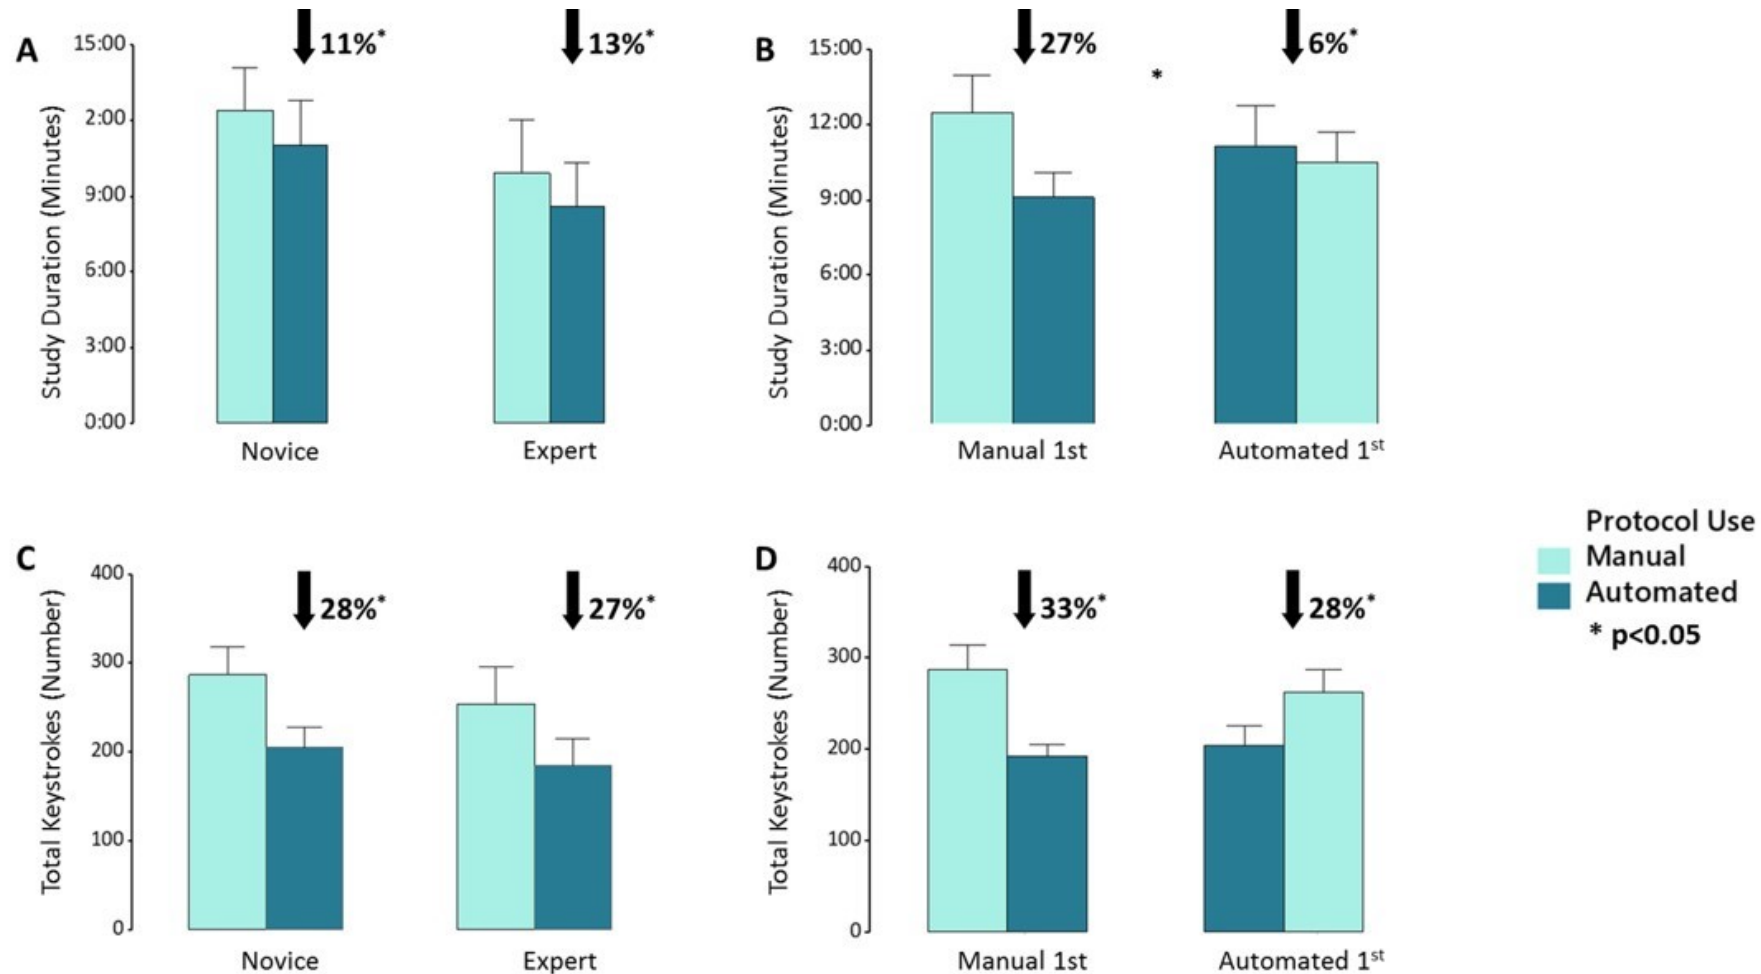 A
15:00
11%*
13%*
2:00
9:00
6:00
3:00
0:00
Study Duration (Minutes)
Novice
Expert
B
15:00
27%
*
6%*
12:00
9:00
6:00
3:00
0:00
Study Duration (Minutes)
Manual 1st
Automated 1st
C
400
28%*
27%*
300
200
100
0
Total Keystrokes (Number)
Novice
Expert
D
400
33%*
28%*
300
200
100
0
Total Keystrokes (Number)
Manual 1st
Automated 1st
Protocol Use
Manual
Automated
* p<0.05